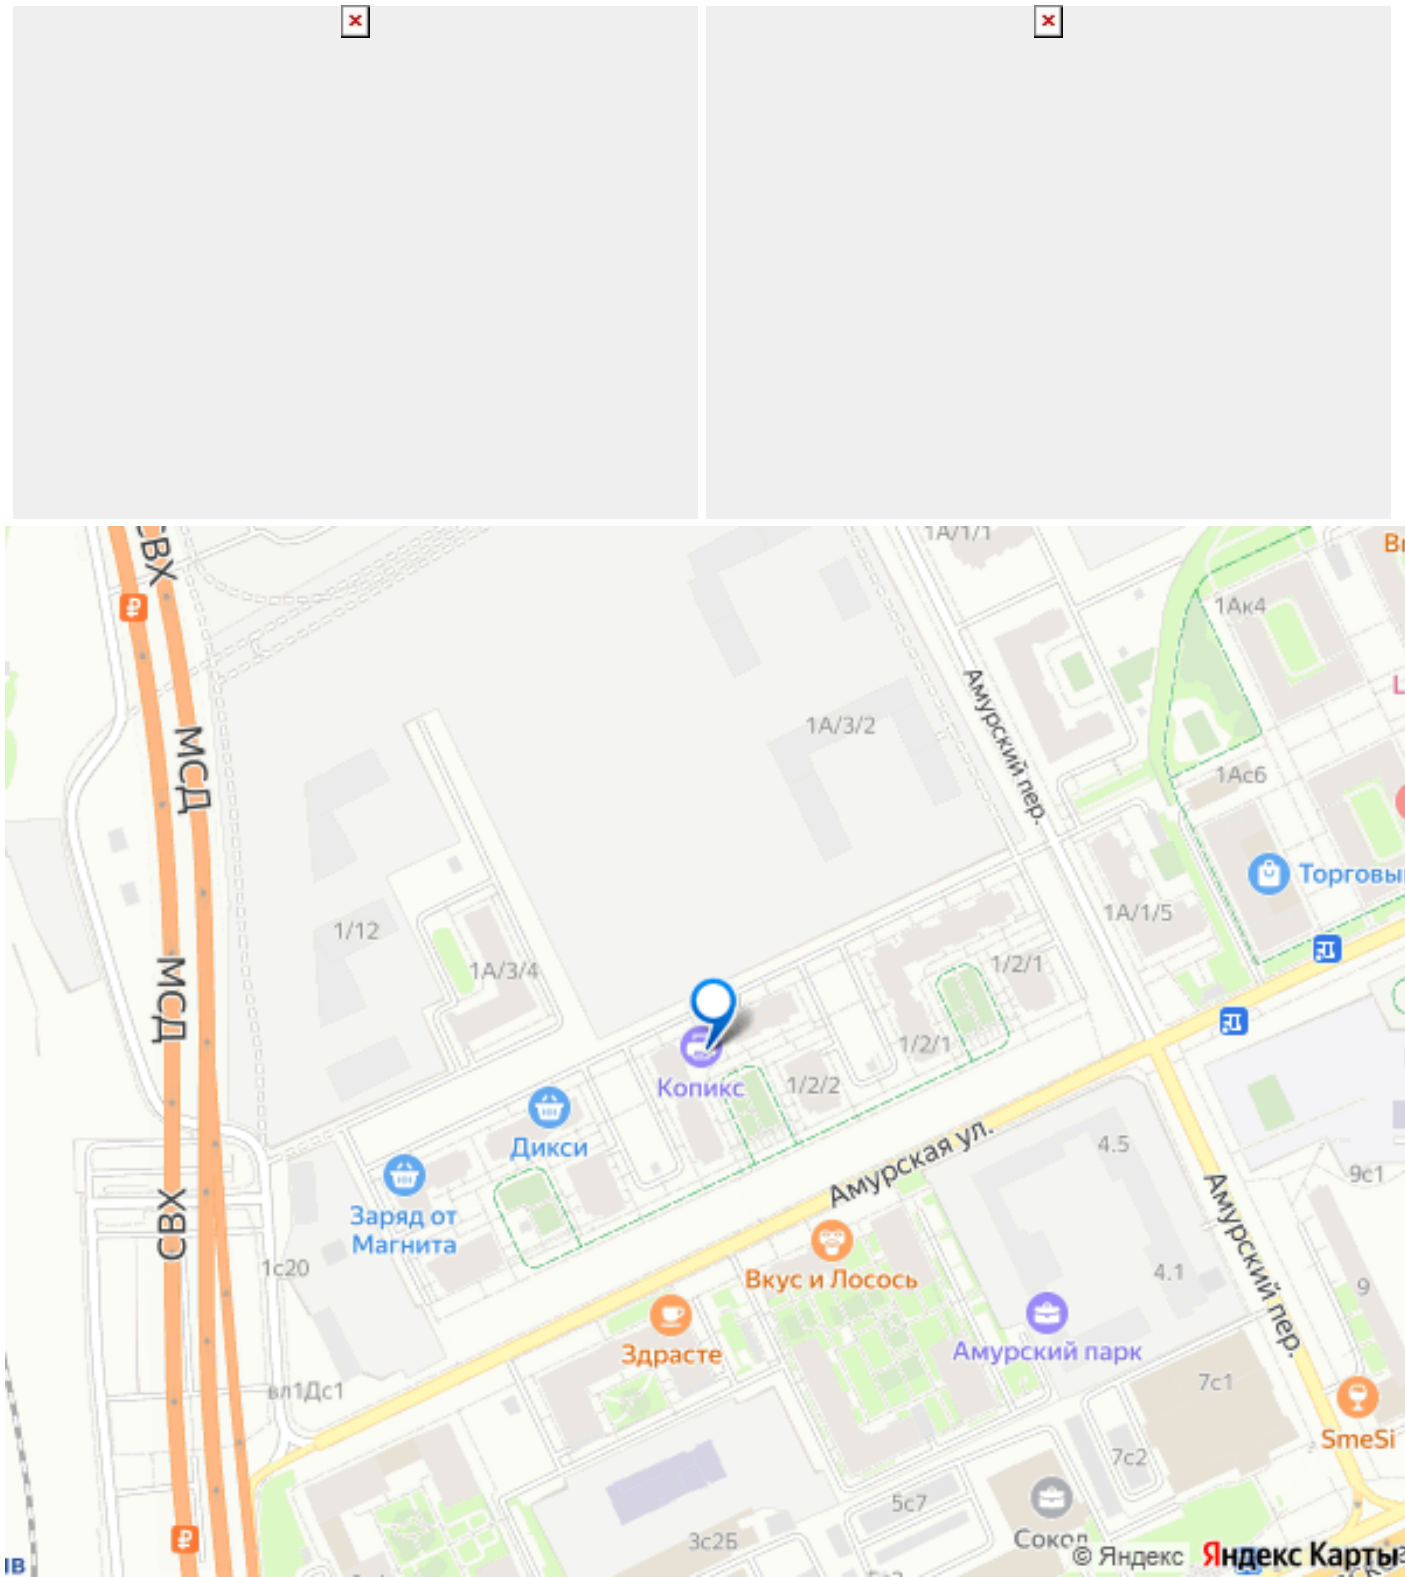 СВХ
1А/1/1
1Ак4
Амурский пер.
МСД
1А/3/2
1Ас6
Торговы
1/12
1А/1/5
1А/3/4
1/2/1
МСД
1/2/1
Копикс
1/2/2
Дикси
Амурская ул.
4.5
9с1
Заряд от
Магнита
СВХ
Амурский пер.
1с20
Вкус и Лосось
4.1
9
Здрасте
Амурский парк
вл1Дс1
7с1
SmeSi
7с2
5с7
3с2Б
Сокол
© Яндекс
Яндекс Карты